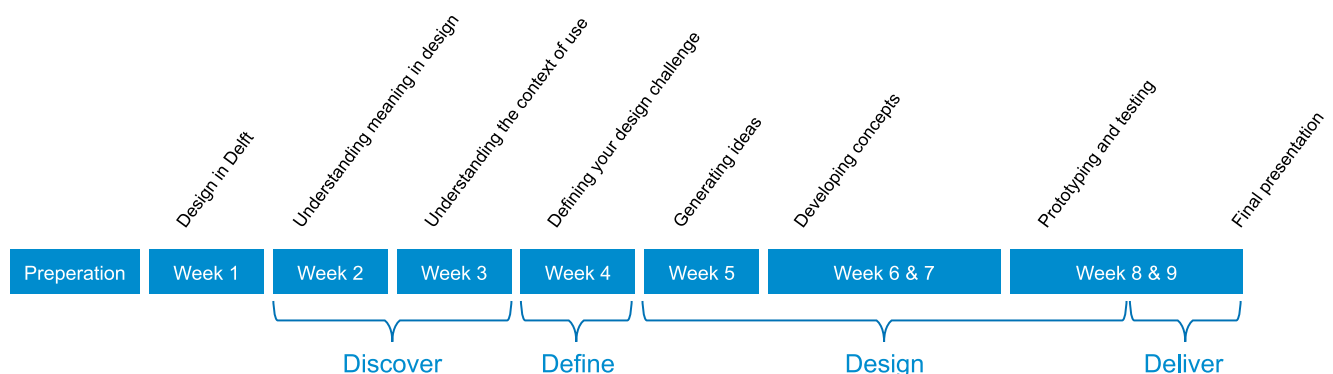 Design in Delft
Understanding meaning in design
Understanding the context of use
Defining your design challenge
Generating ideas
Developing concepts
Prototyping and testing
Final presentation
Preperation
Week 1
Week 2
Week 3
Week 4
Week 5
Week 6 & 7
Week 8 & 9
Discover
Define
Design
Deliver